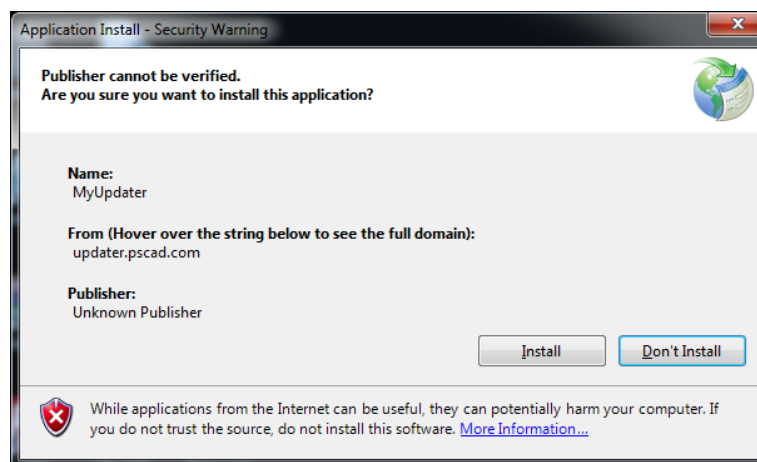 Application Install - Security Warning
Publisher cannot be verified.
Are you sure you want to install this application?
Name:
MyUpdater
From (Hover over the string below to see the full domain):
updater.pscad.com
Publisher:
Unknown Publisher
Install
Don't Install
While applications from the Internet can be useful, they can potentially harm your computer. If
you do not trust the source, do not install this software. More Information...